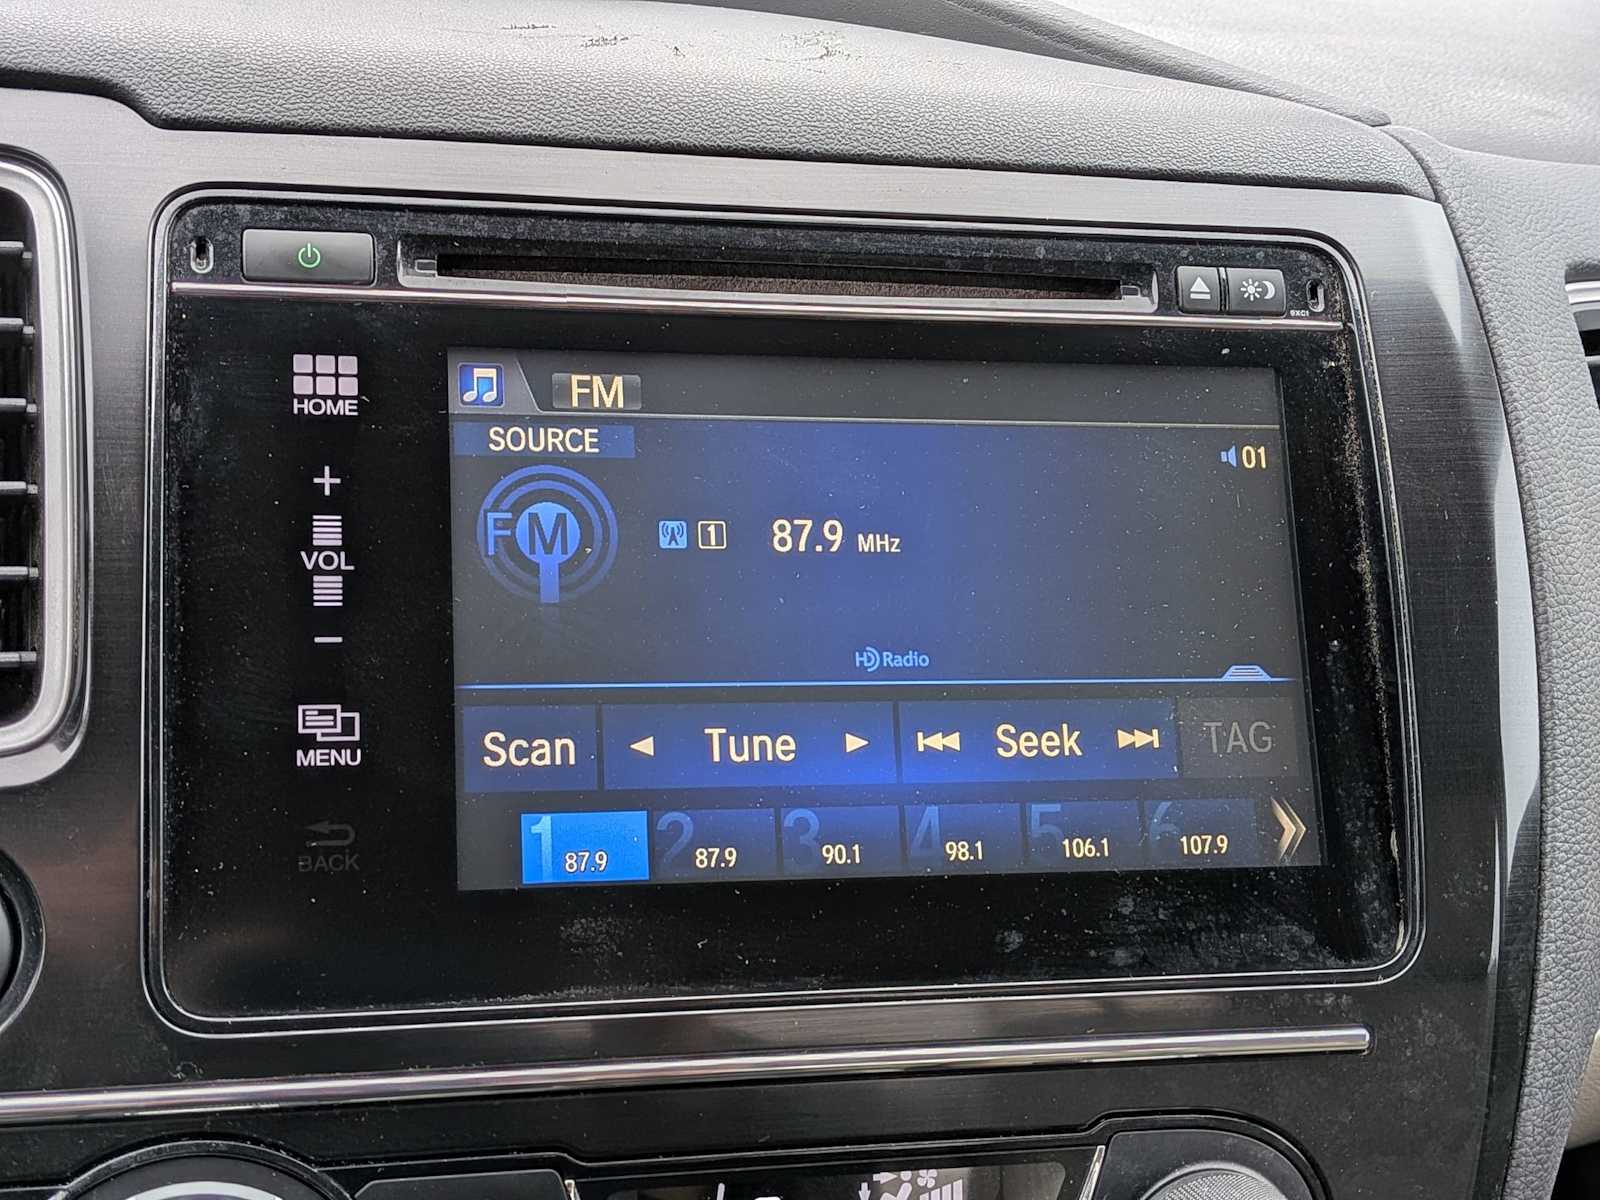 9XC1
HOME
FM
SOURCE
01
+
VOL
FM
1 87.9 MHz
−
HD Radio
MENU
Scan ◄ Tune ► Seek TAG
BACK
1 2 3 4 5 6
87.9 87.9 90.1 98.1 106.1 107.9